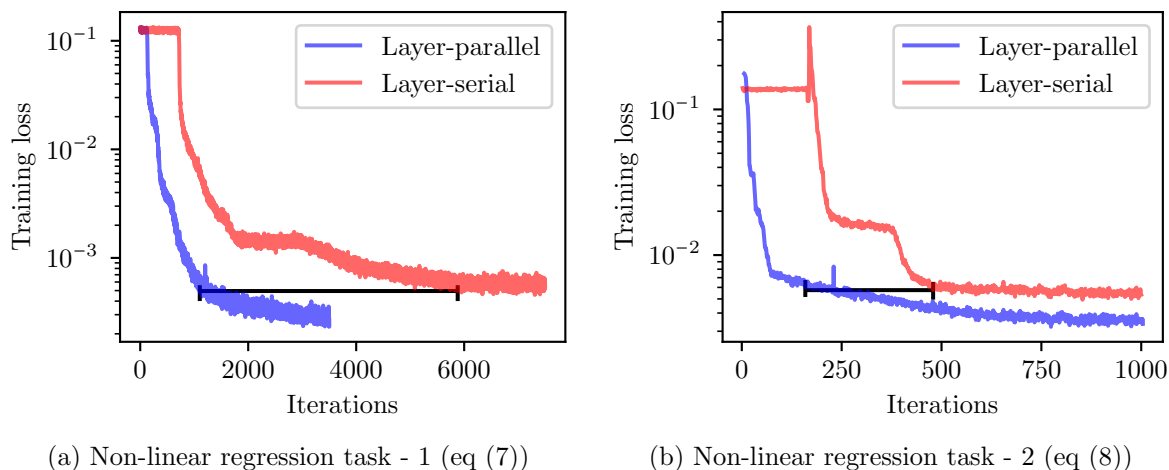 Training loss
10⁻¹
10⁻²
10⁻³
Layer-parallel
Layer-serial
0
2000
4000
6000
Iterations
(a) Non-linear regression task - 1 (eq (7))
Training loss
10⁻¹
10⁻²
Layer-parallel
Layer-serial
0
250
500
750
1000
Iterations
(b) Non-linear regression task - 2 (eq (8))